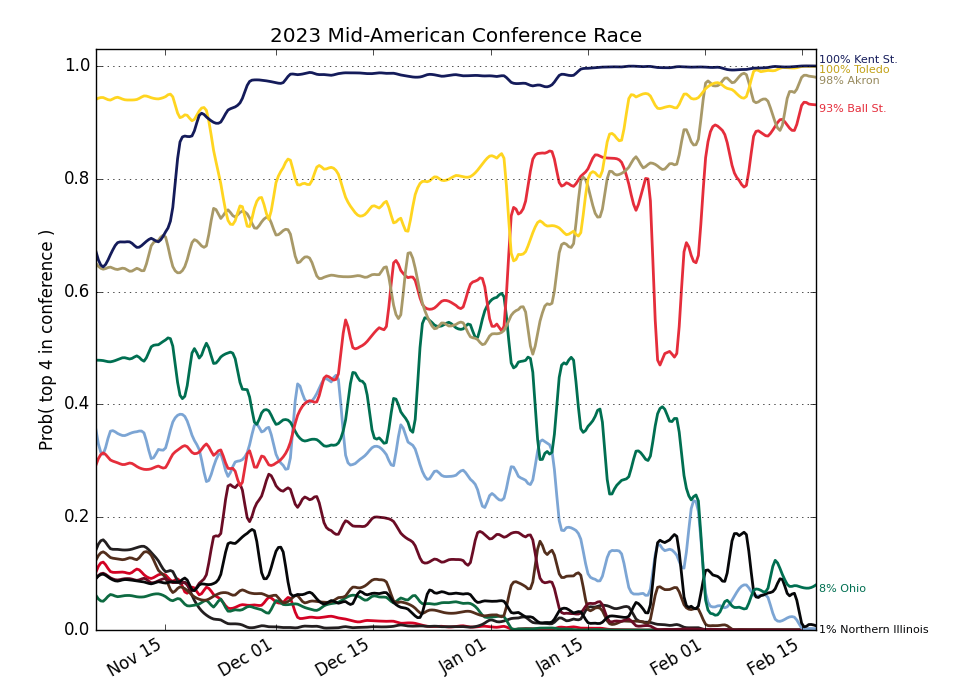 2023 Mid-American Conference Race
Prob( top 4 in conference )
1.0
0.8
0.6
0.4
0.2
0.0
Nov 15
Dec 01
Dec 15
Jan 01
Jan 15
Feb 01
Feb 15
100% Kent St.
100% Toledo
98% Akron
93% Ball St.
8% Ohio
1% Northern Illinois